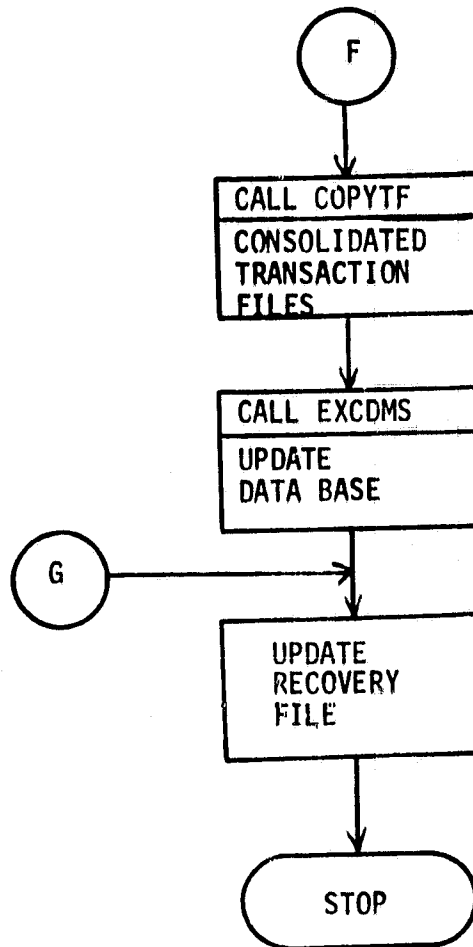 F
CALL COPYTF
CONSOLIDATED
TRANSACTION
FILES
CALL EXCDMS
UPDATE
DATA BASE
G
UPDATE
RECOVERY
FILE
STOP